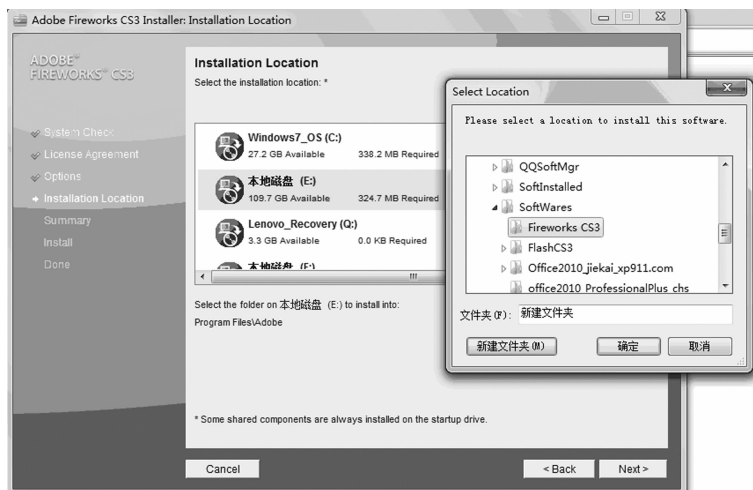 Adobe Fireworks CS3 Installer: Installation Location
ADOBE®
FIREWORKS® CS3
System Check
License Agreement
Options
Installation Location
Summary
Install
Done
Installation Location
Select the installation location: *
Windows7_OS (C:)
27.2 GB Available 338.2 MB Required
本地磁盘 (E:)
109.7 GB Available 324.7 MB Required
Lenovo_Recovery (Q:)
3.3 GB Available 0.0 KB Required
本地磁盘 (F:)
Select the folder on 本地磁盘 (E:) to install into:
Program Files\Adobe
* Some shared components are always installed on the startup drive.
Cancel
< Back
Next >
Select Location
Please select a location to install this software.
QQSoftMgr
SoftInstalled
SoftWares
Fireworks CS3
FlashCS3
Office2010_jiekai_xp911.com
office2010 ProfessionalPlus chs
文件夹(F): 新建文件夹
新建文件夹(M)
确定
取消